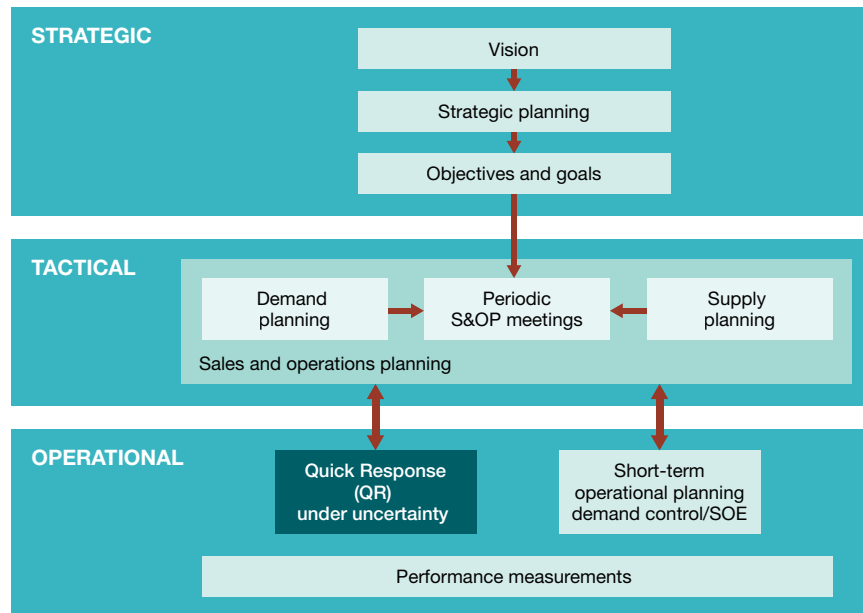 STRATEGIC
Vision
Strategic planning
Objectives and goals
TACTICAL
Demand
planning
Periodic
S&OP meetings
Supply
planning
Sales and operations planning
OPERATIONAL
Quick Response
(QR)
under uncertainty
Short-term
operational planning
demand control/SOE
Performance measurements